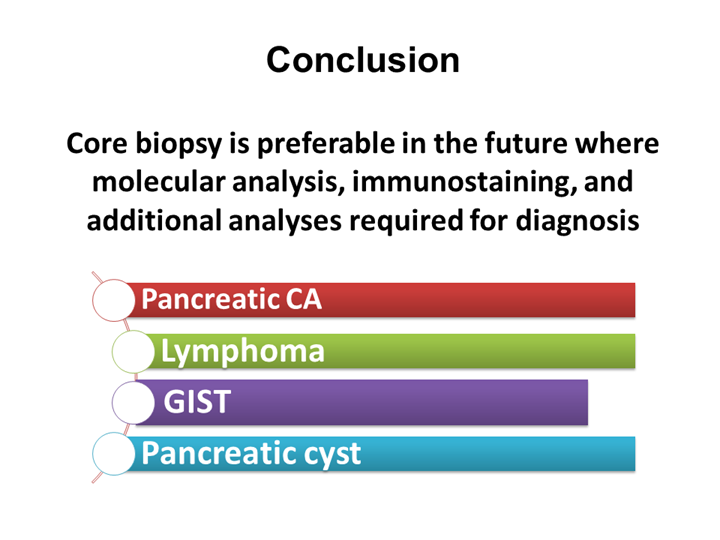 Conclusion
Core biopsy is preferable in the future where
molecular analysis, immunostaining, and
additional analyses required for diagnosis
Pancreatic CA
Lymphoma
GIST
Pancreatic cyst